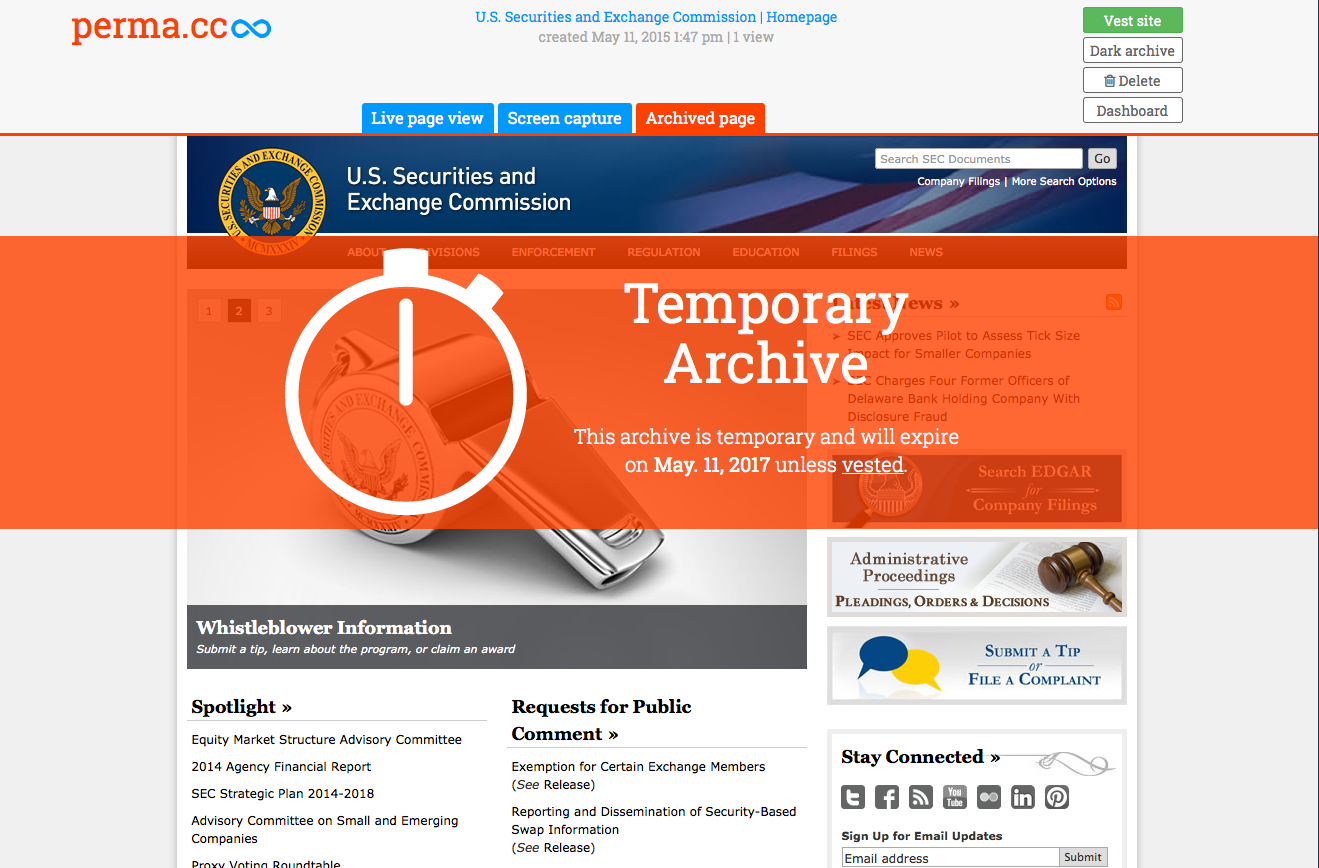 perma.cc
U.S. Securities and Exchange Commission | Homepage
created May 11, 2015 1:47 pm | 1 view
Vest site
Dark archive
Delete
Dashboard
Live page view
Screen capture
Archived page
U.S. SECURITIES AND EXCHANGE COMMISSION
MCMXXXIV
U.S. Securities and
Exchange Commission
Search SEC Documents
Go
Company Filings | More Search Options
ABOUT
DIVISIONS
ENFORCEMENT
REGULATION
EDUCATION
FILINGS
NEWS
1
2
3
Temporary
Archive
This archive is temporary and will expire
on May. 11, 2017 unless vested.
Latest News »
SEC Approves Pilot to Assess Tick Size
Impact for Smaller Companies
SEC Charges Four Former Officers of
Delaware Bank Holding Company With
Disclosure Fraud
Search EDGAR
for
Company Filings
Administrative
Proceedings
PLEADINGS, ORDERS & DECISIONS
SUBMIT A TIP
or
FILE A COMPLAINT
Whistleblower Information
Submit a tip, learn about the program, or claim an award
Spotlight »
Equity Market Structure Advisory Committee
2014 Agency Financial Report
SEC Strategic Plan 2014-2018
Advisory Committee on Small and Emerging
Companies
Proxy Voting Roundtable
Requests for Public
Comment »
Exemption for Certain Exchange Members
(See Release)
Reporting and Dissemination of Security-Based
Swap Information
(See Release)
Stay Connected »
You
Tube
in
Sign Up for Email Updates
Email address
Submit